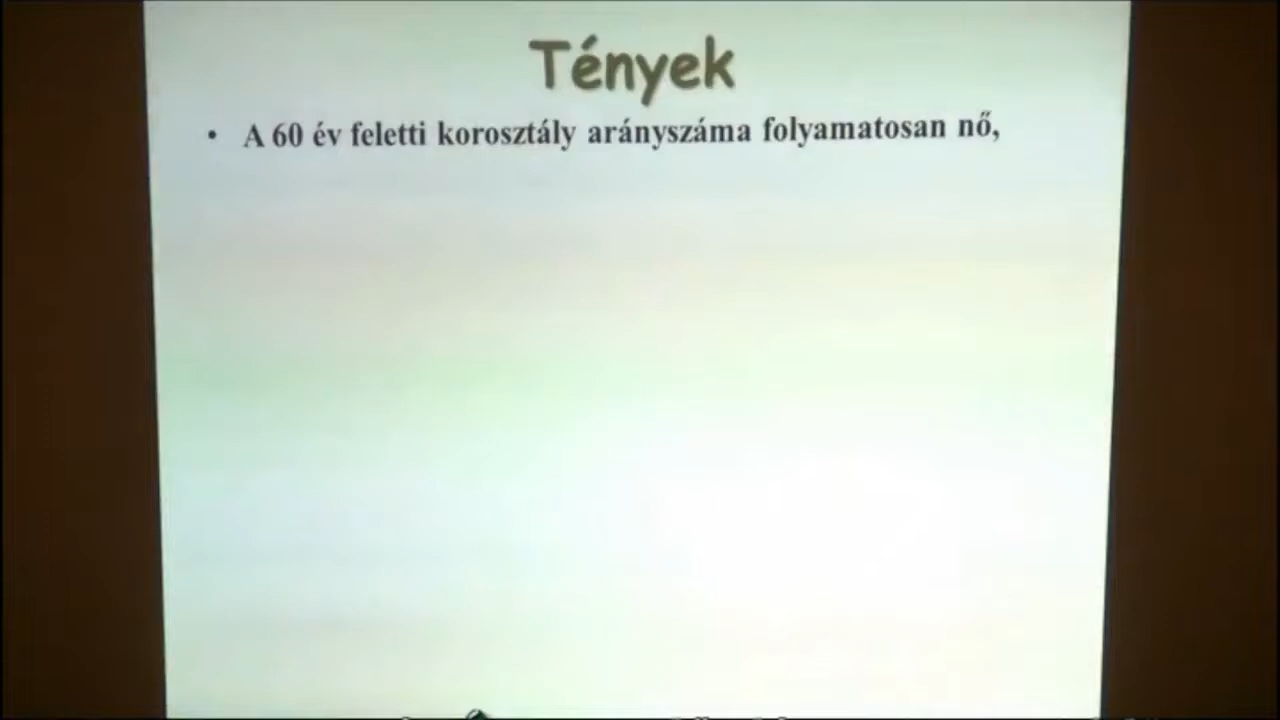 Tények
• A 60 év feletti korosztály arányszáma folyamatosan nő,